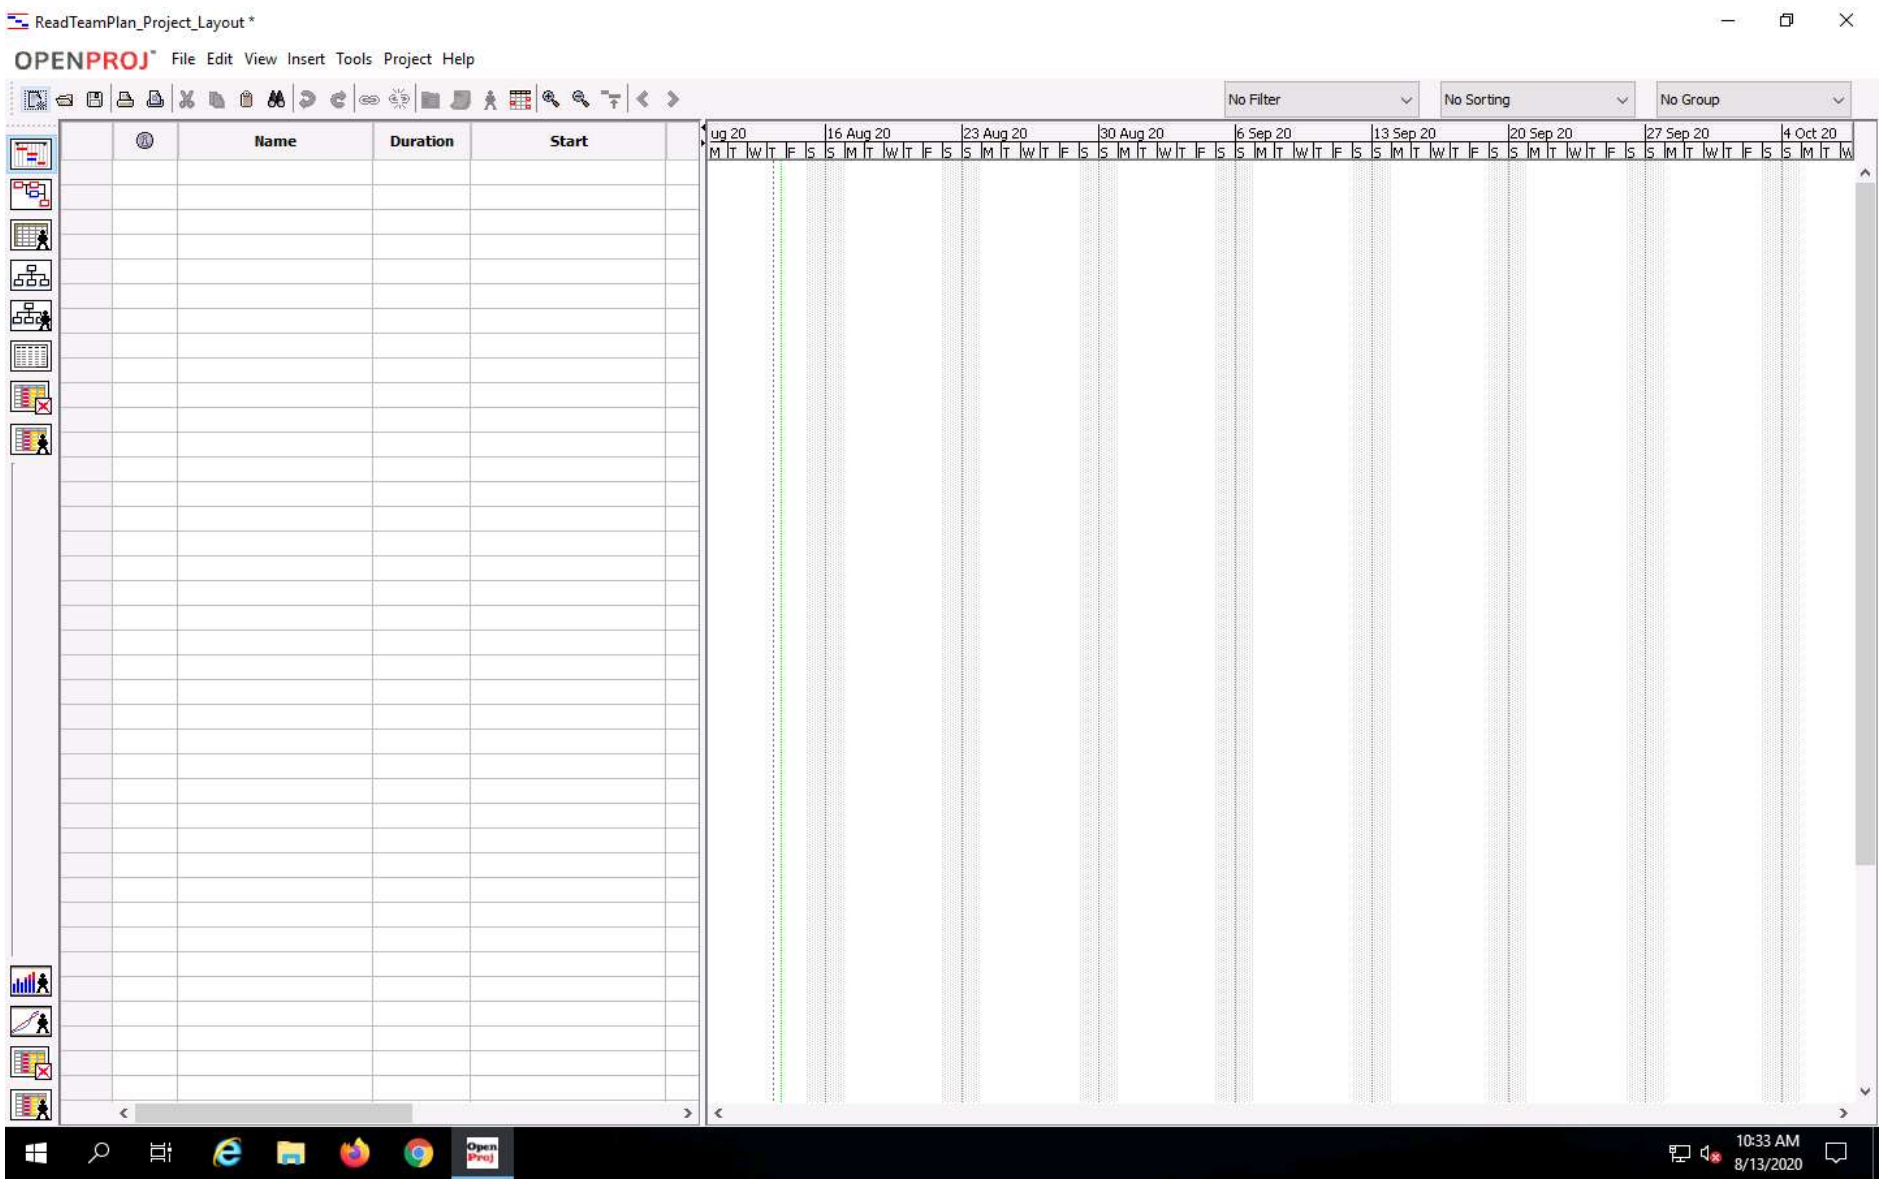 ReadTeamPlan_Project_Layout *
OPENPROJ File Edit View Insert Tools Project Help
No Filter No Sorting No Group
Name Duration Start
ug 20 16 Aug 20 23 Aug 20 30 Aug 20 6 Sep 20 13 Sep 20 20 Sep 20 27 Sep 20 4 Oct 20
M T W T F S S M T W T F S S M T W T F S S M T W T F S S M T W T F S S M T W T F S S M T W T F S S M T W T F S S M T W
Open
Proj
10:33 AM
8/13/2020